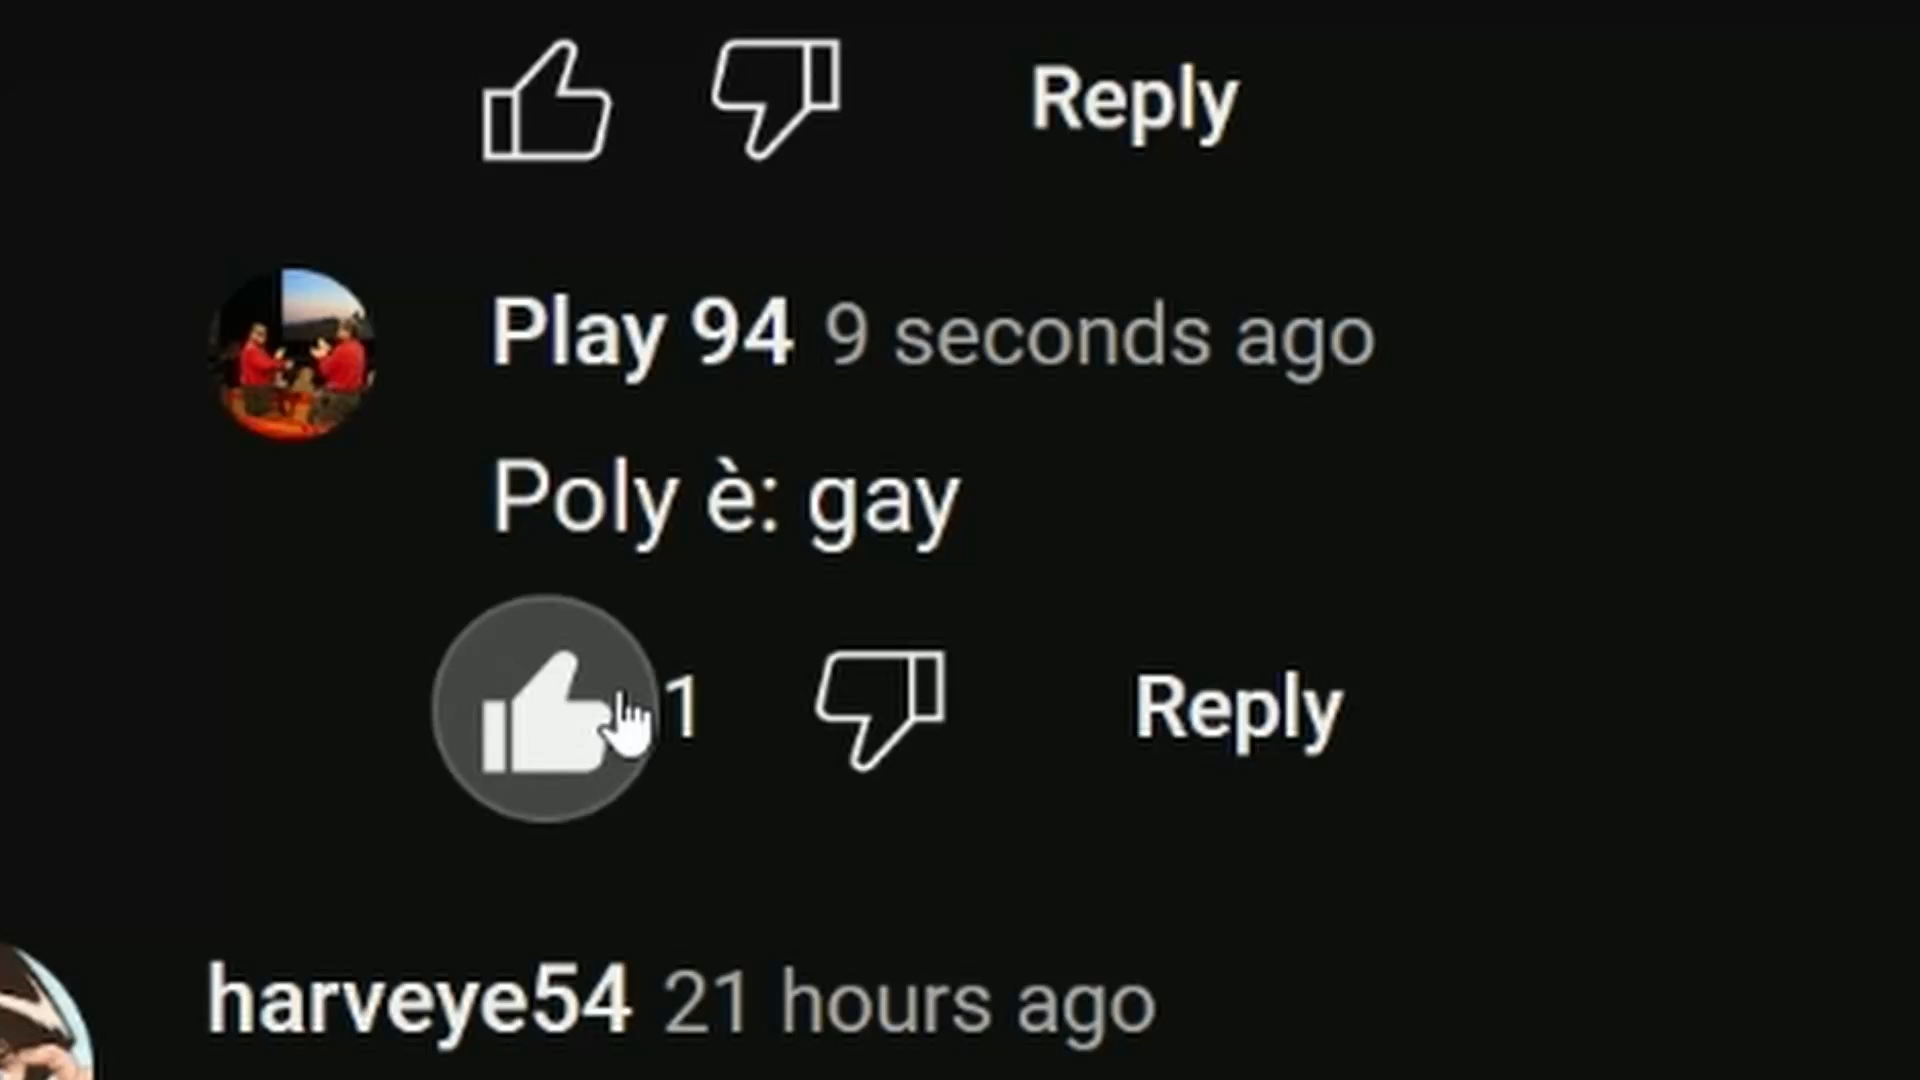 Reply
Play 94 9 seconds ago
Poly è: gay
1 Reply
harveye54 21 hours ago